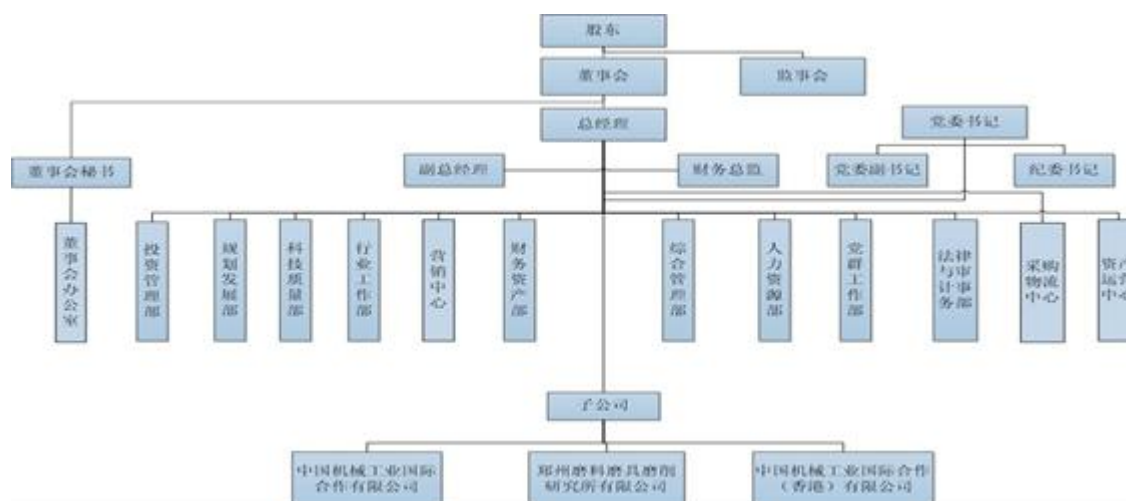 股东
董事会
监事会
总经理
党委书记
董事会秘书
副总经理
财务总监
党委副书记
纪委书记
董事会办公室
投资管理部
规划发展部
科技质量部
行业工作部
营销中心
财务资产部
综合管理部
人力资源部
党群工作部
法律
与审
计事
务部
采购
物流
中心
资产
运营
中心
子公司
中国机械工业国际
合作有限公司
郑州磨料磨具磨削
研究所有限公司
中国机械工业国际合作
（香港）有限公司